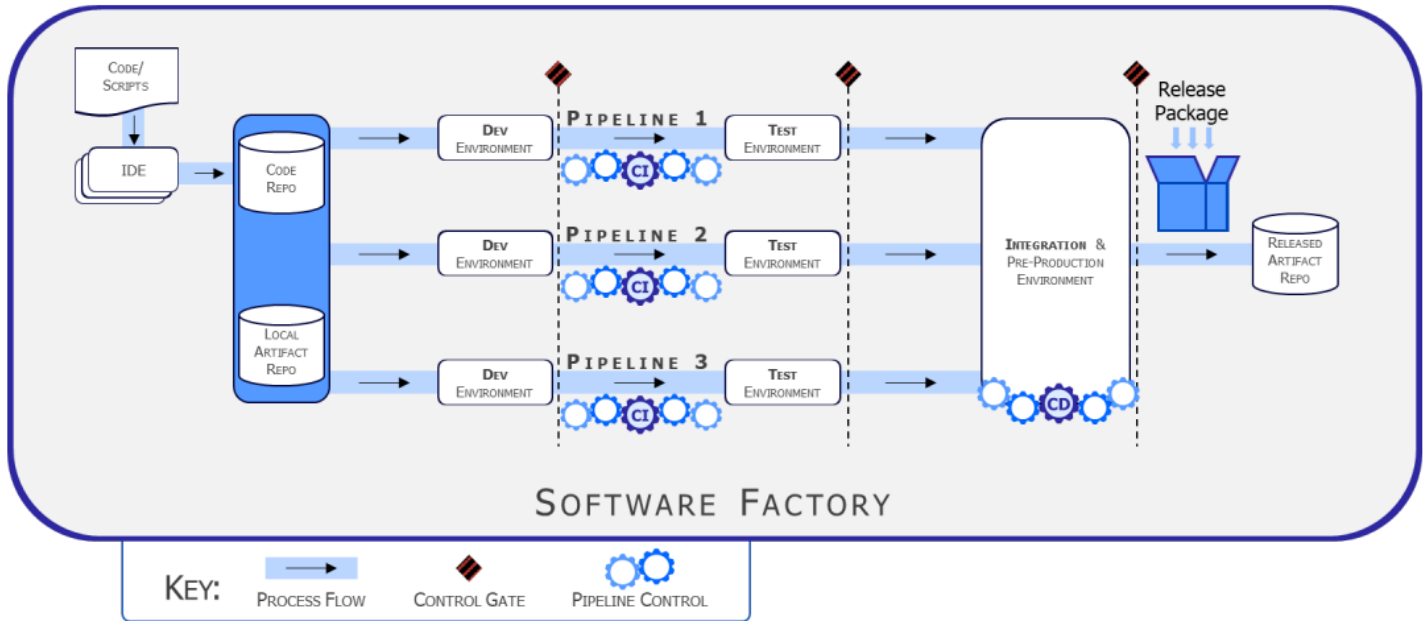 CODE/
SCRIPTS
IDE
CODE
REPO
LOCAL
ARTIFACT
REPO
PIPELINE 1
DEV
ENVIRONMENT
CI
TEST
ENVIRONMENT
PIPELINE 2
DEV
ENVIRONMENT
CI
TEST
ENVIRONMENT
PIPELINE 3
DEV
ENVIRONMENT
CI
TEST
ENVIRONMENT
INTEGRATION &
PRE-PRODUCTION
ENVIRONMENT
CD
Release
Package
RELEASED
ARTIFACT
REPO
SOFTWARE FACTORY
KEY:
PROCESS FLOW
CONTROL GATE
PIPELINE CONTROL